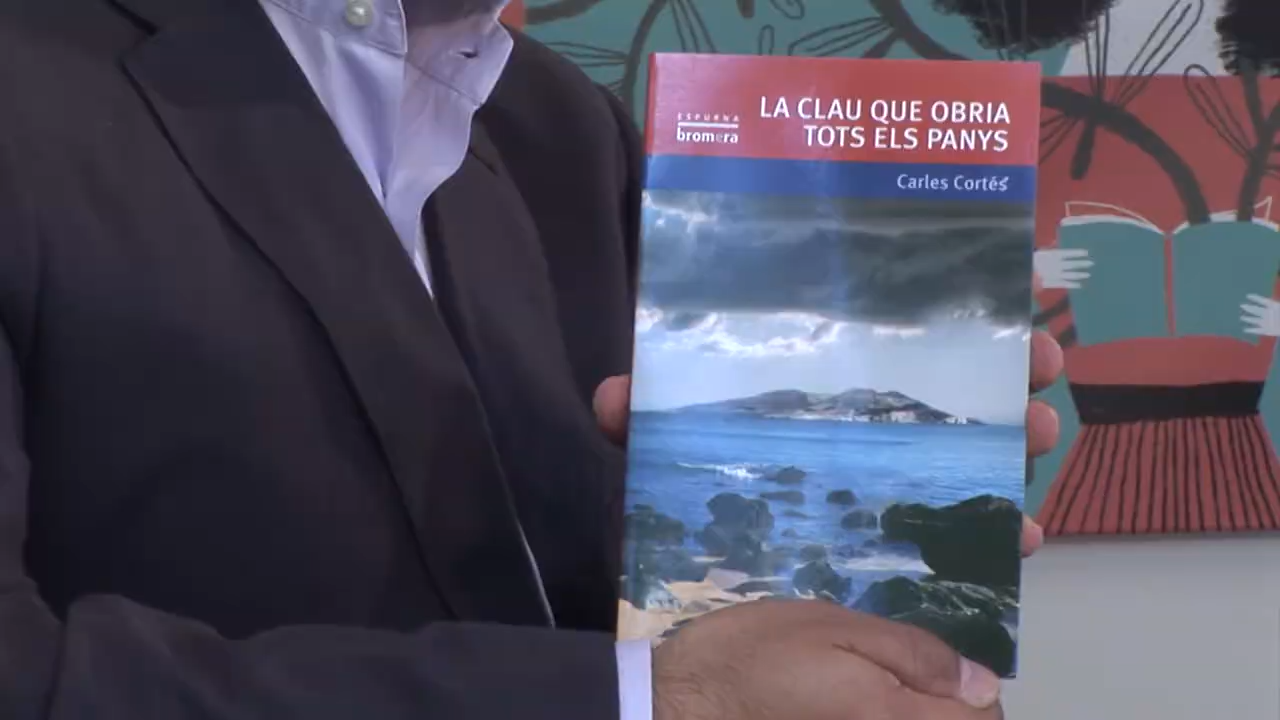 ESPURNA
bromera
LA CLAU QUE OBRIA
TOTS ELS PANYS
Carles Cortés